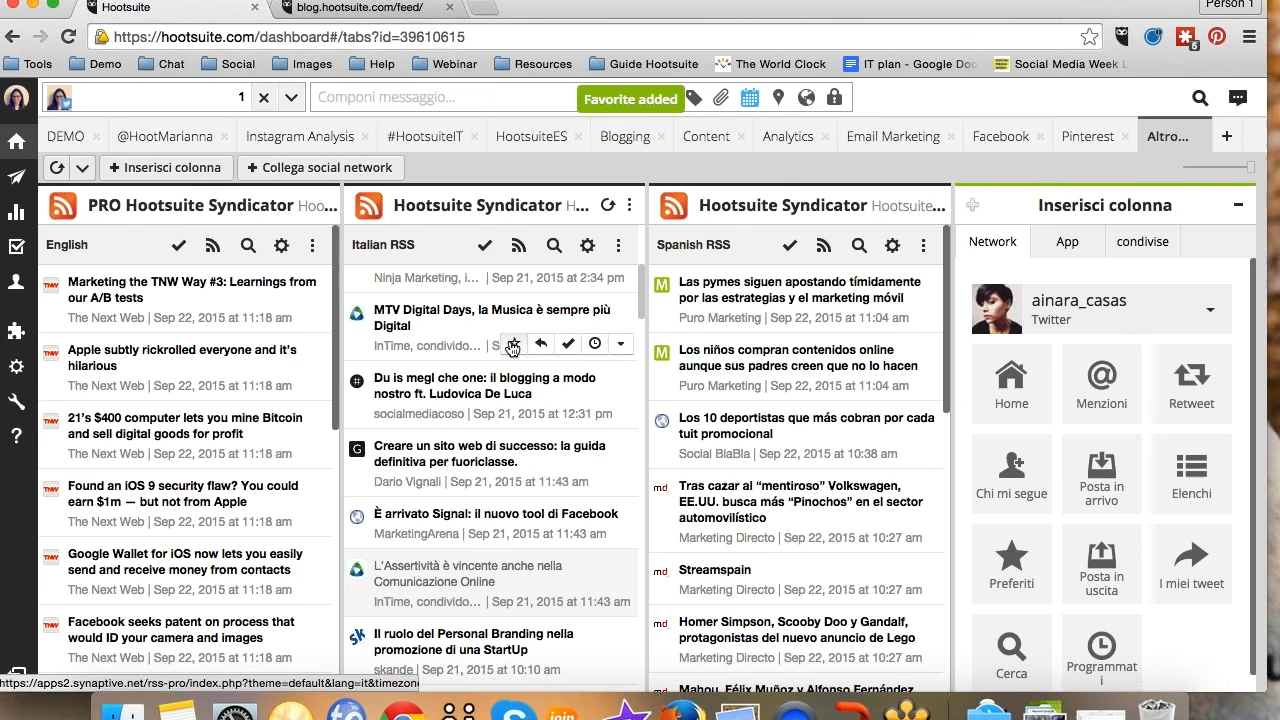 Hootsuite
blog.hootsuite.com/feed/
Person 1
https://hootsuite.com/dashboard#/tabs?id=39610615
5
Tools
Demo
Chat
Social
Images
Help
Webinar
Resources
Guide Hootsuite
The World Clock
IT plan - Google Doc
Social Media Week L
1
Componi messaggio...
Favorite added
DEMO
@HootMarianna
Instagram Analysis
#HootsuiteIT
HootsuiteES
Blogging
Content
Analytics
Email Marketing
Facebook
Pinterest
Altro...
Inserisci colonna
Collega social network
PRO Hootsuite Syndicator Hoo...
English
Marketing the TNW Way #3: Learnings from
our A/B tests
The Next Web | Sep 22, 2015 at 11:18 am
Apple subtly rickrolled everyone and it's
hilarious
The Next Web | Sep 22, 2015 at 11:18 am
21's $400 computer lets you mine Bitcoin
and sell digital goods for profit
The Next Web | Sep 22, 2015 at 11:18 am
Found an iOS 9 security flaw? You could
earn $1m — but not from Apple
The Next Web | Sep 22, 2015 at 11:18 am
Google Wallet for iOS now lets you easily
send and receive money from contacts
The Next Web | Sep 22, 2015 at 11:18 am
Facebook seeks patent on process that
would ID your camera and images
The Next Web | Sep 22, 2015 at 11:18 am
Hootsuite Syndicator H...
Italian RSS
Ninja Marketing, i... | Sep 21, 2015 at 2:34 pm
MTV Digital Days, la Musica è sempre più
Digital
InTime, condivido... | S
Du is megl che one: il blogging a modo
nostro ft. Ludovica De Luca
socialmediacoso | Sep 21, 2015 at 12:31 pm
Creare un sito web di successo: la guida
definitiva per fuoriclasse.
Dario Vignali | Sep 21, 2015 at 11:43 am
È arrivato Signal: il nuovo tool di Facebook
MarketingArena | Sep 21, 2015 at 11:43 am
L'Assertività è vincente anche nella
Comunicazione Online
InTime, condivido... | Sep 21, 2015 at 11:43 am
Il ruolo del Personal Branding nella
promozione di una StartUp
skande | Sep 21, 2015 at 10:10 am
Hootsuite Syndicator Hootsuite...
Spanish RSS
Las pymes siguen apostando tímidamente
por las estrategias y el marketing móvil
Puro Marketing | Sep 22, 2015 at 11:04 am
Los niños compran contenidos online
aunque sus padres creen que no lo hacen
Puro Marketing | Sep 22, 2015 at 11:04 am
Los 10 deportistas que más cobran por cada
tuit promocional
Social BlaBla | Sep 22, 2015 at 10:38 am
Tras cazar al “mentiroso” Volkswagen,
EE.UU. busca más “Pinochos” en el sector
automovilístico
Marketing Directo | Sep 22, 2015 at 10:27 am
Streamspain
Marketing Directo | Sep 22, 2015 at 10:27 am
Homer Simpson, Scooby Doo y Gandalf,
protagonistas del nuevo anuncio de Lego
Marketing Directo | Sep 22, 2015 at 10:27 am
Mahou, Félix Muñoz y Alfonso Fernández
Inserisci colonna
Network
App
condivise
ainara_casas
Twitter
Home
Menzioni
Retweet
Chi mi segue
Posta in
arrivo
Elenchi
Preferiti
Posta in
uscita
I miei tweet
Cerca
Programmat
i
https://apps2.synaptive.net/rss-pro/index.php?theme=default&lang=it&timezon
join